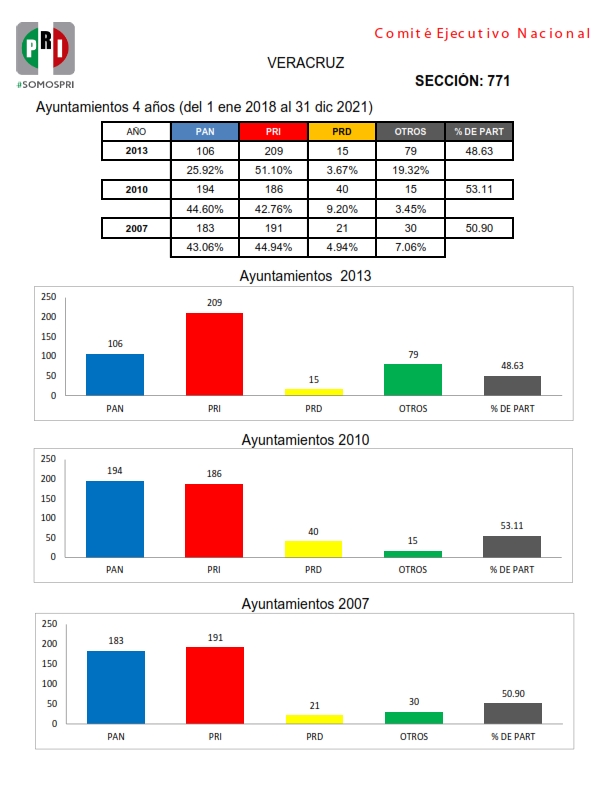 Comité Ejecutivo Nacional
PRI
#SOMOSPRI
VERACRUZ
SECCIÓN: 771
Ayuntamientos 4 años (del 1 ene 2018 al 31 dic 2021)
AÑO PAN PRI PRD OTROS % DE PART
2013 106 209 15 79 48.63
25.92% 51.10% 3.67% 19.32%
2010 194 186 40 15 53.11
44.60% 42.76% 9.20% 3.45%
2007 183 191 21 30 50.90
43.06% 44.94% 4.94% 7.06%
Ayuntamientos 2013
250
200
150
100
50
0
106 209 15 79 48.63
PAN PRI PRD OTROS % DE PART
Ayuntamientos 2010
250
200
150
100
50
0
194 186 40 15 53.11
PAN PRI PRD OTROS % DE PART
Ayuntamientos 2007
250
200
150
100
50
0
183 191 21 30 50.90
PAN PRI PRD OTROS % DE PART